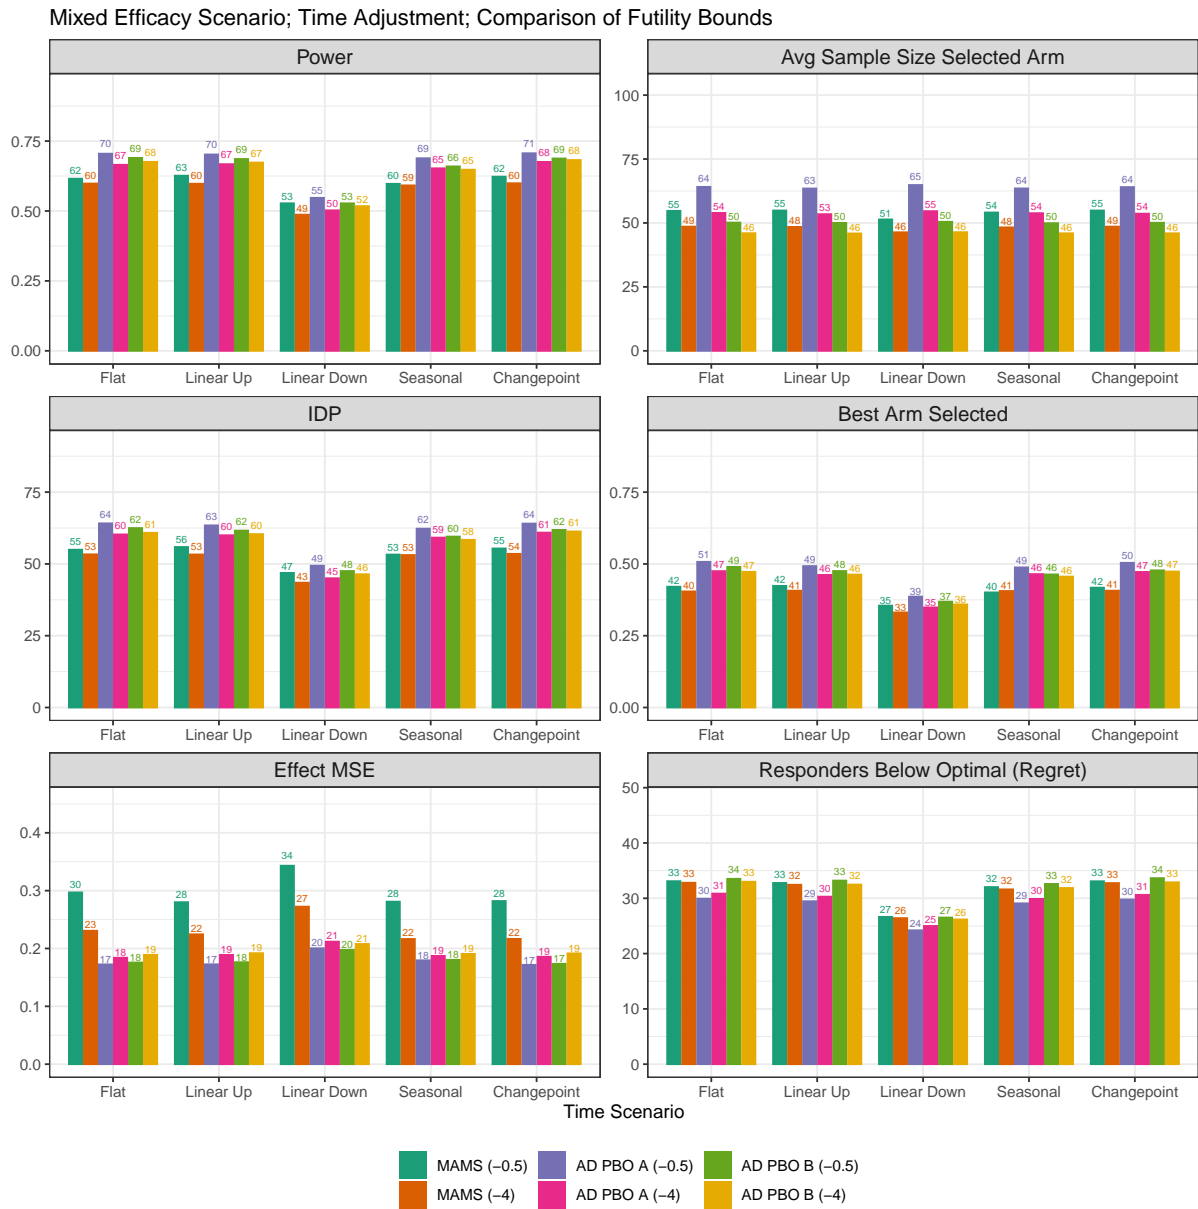 Mixed Efficacy Scenario; Time Adjustment; Comparison of Futility Bounds
Power
0.75
0.50
0.25
0.00
62 60 70 67 69 68
63 60 70 67 69 67
53 49 55 50 53 52
60 59 69 65 66 65
62 60 71 68 69 68
Flat Linear Up Linear Down Seasonal Changepoint
Avg Sample Size Selected Arm
100
75
50
25
0
55 49 64 54 50 46
55 48 63 53 50 46
51 46 65 55 50 46
54 48 64 54 50 46
55 49 64 54 50 46
Flat Linear Up Linear Down Seasonal Changepoint
IDP
75
50
25
0
55 53 64 60 62 61
56 53 63 60 62 60
47 43 49 45 48 46
53 53 62 59 60 58
55 54 64 61 62 61
Flat Linear Up Linear Down Seasonal Changepoint
Best Arm Selected
0.75
0.50
0.25
0.00
42 40 51 47 49 47
42 41 49 46 48 46
35 33 39 35 37 36
40 41 49 46 46 46
42 41 50 47 48 47
Flat Linear Up Linear Down Seasonal Changepoint
Effect MSE
0.4
0.3
0.2
0.1
0.0
30 23 17 18 18 19
28 22 17 19 18 19
34 27 20 21 20 21
28 22 18 19 18 19
28 22 17 19 17 19
Flat Linear Up Linear Down Seasonal Changepoint
Responders Below Optimal (Regret)
50
40
30
20
10
0
33 33 30 31 34 33
33 32 29 30 33 32
27 26 24 25 27 26
32 32 29 30 33 32
33 33 30 31 34 33
Flat Linear Up Linear Down Seasonal Changepoint
Time Scenario
MAMS (−0.5) AD PBO A (−0.5) AD PBO B (−0.5)
MAMS (−4) AD PBO A (−4) AD PBO B (−4)